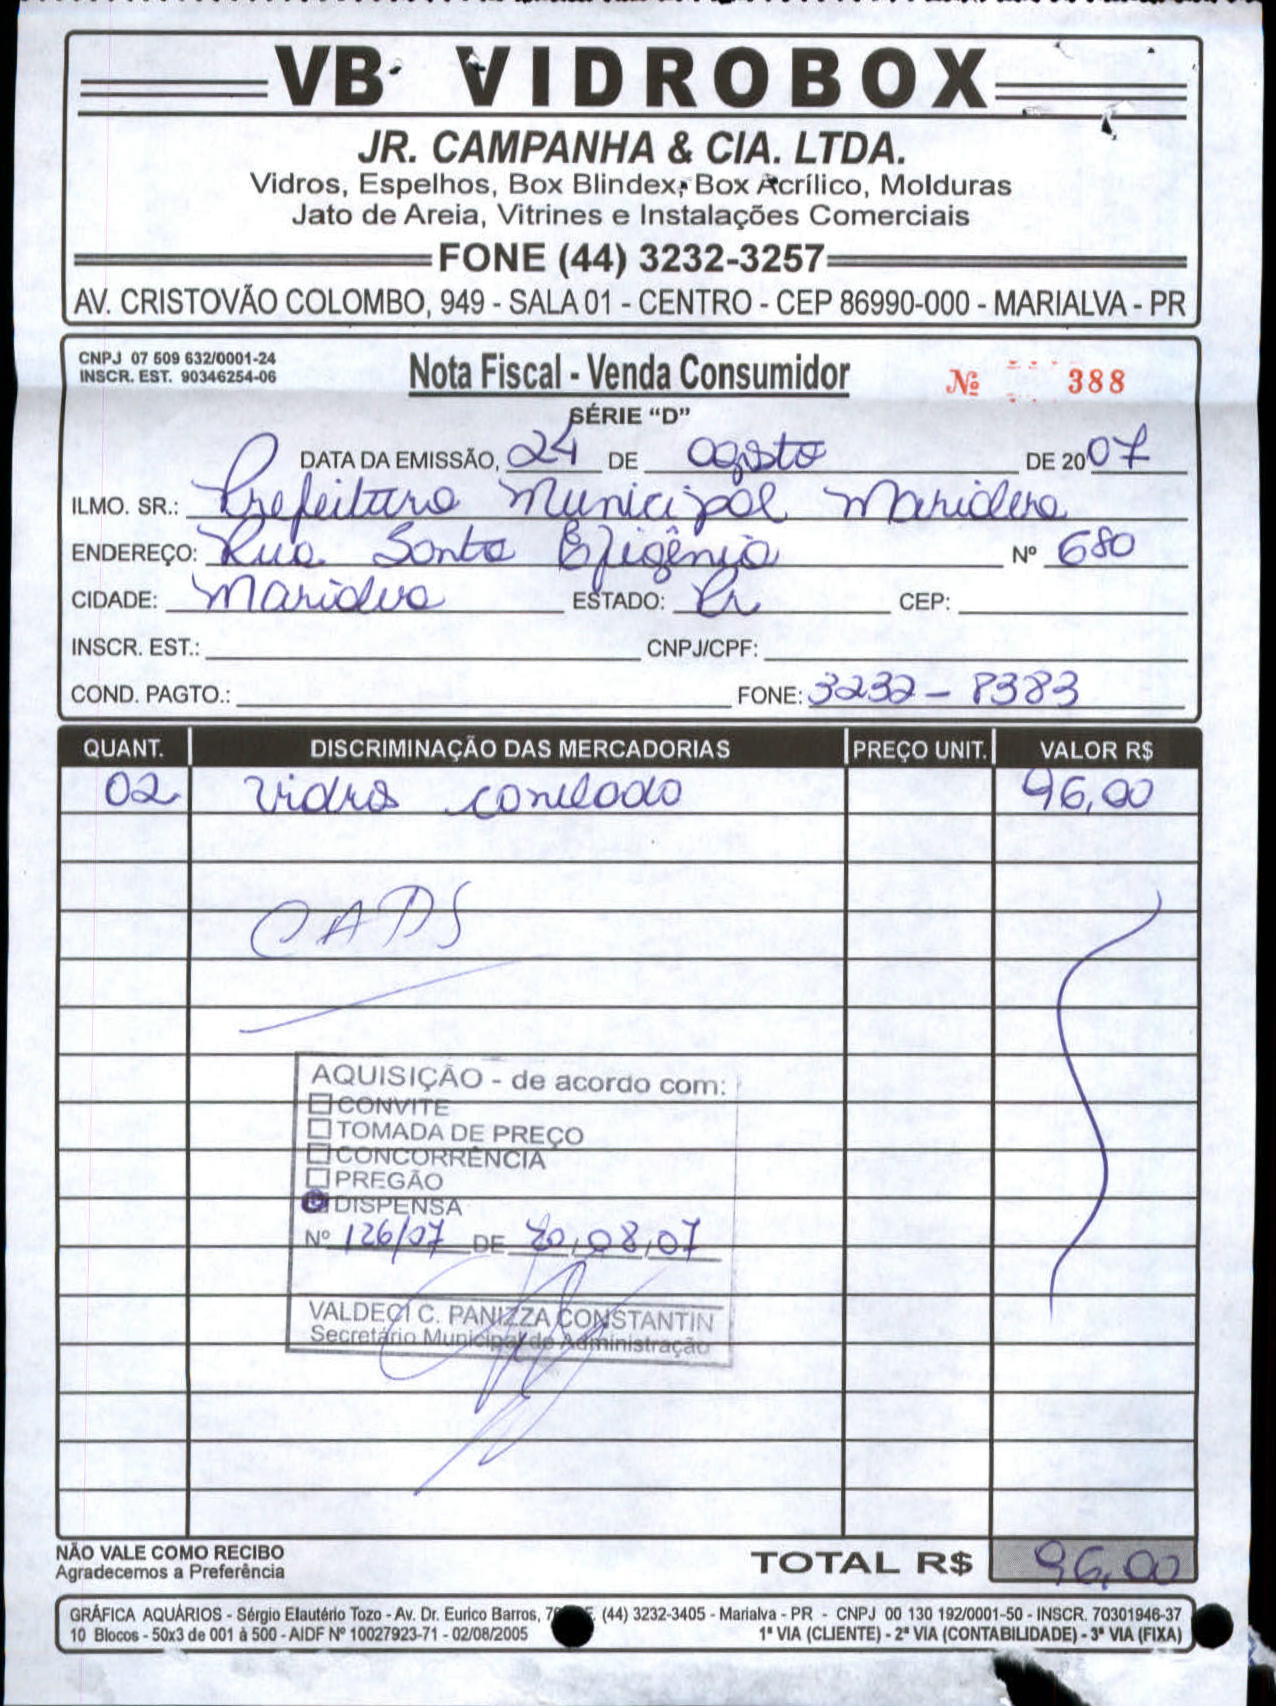 VB VIDROBOX
JR. CAMPANHA & CIA. LTDA.
Vidros, Espelhos, Box Blindex, Box Acrílico, Molduras
Jato de Areia, Vitrines e Instalações Comerciais
FONE (44) 3232-3257
AV. CRISTOVÃO COLOMBO, 949 - SALA 01 - CENTRO - CEP 86990-000 - MARIALVA - PR
CNPJ 07 509 632/0001-24
INSCR. EST. 90346254-06
Nota Fiscal - Venda Consumidor
Nº 388
SÉRIE "D"
DATA DA EMISSÃO, 24 DE agosto DE 2007
ILMO. SR.: Prefeitura Municipal Marialva
ENDEREÇO: Rua Santa Efigênia Nº 680
CIDADE: Marialva ESTADO: Pr CEP:
INSCR. EST.: CNPJ/CPF:
COND. PAGTO.: FONE: 3232-8383
QUANT. DISCRIMINAÇÃO DAS MERCADORIAS PREÇO UNIT. VALOR R$
02 vidros canelado 96,00
AQUISIÇÃO - de acordo com:
CONVITE
TOMADA DE PREÇO
CONCORRÊNCIA
PREGÃO
DISPENSA
Nº 126/07 DE 20,08,07
VALDECI C. PANIZZA CONSTANTIN
Secretário Municipal de Administração
NÃO VALE COMO RECIBO
Agradecemos a Preferência
TOTAL R$ 96,00
GRÁFICA AQUÁRIOS - Sérgio Elautério Tozo - Av. Dr. Eurico Barros, (44) 3232-3405 - Marialva - PR - CNPJ 00 130 192/0001-50 - INSCR. 70301946-37
10 Blocos - 50x3 de 001 à 500 - AIDF Nº 10027923-71 - 02/08/2005 1ª VIA (CLIENTE) - 2ª VIA (CONTABILIDADE) - 3ª VIA (FIXA)